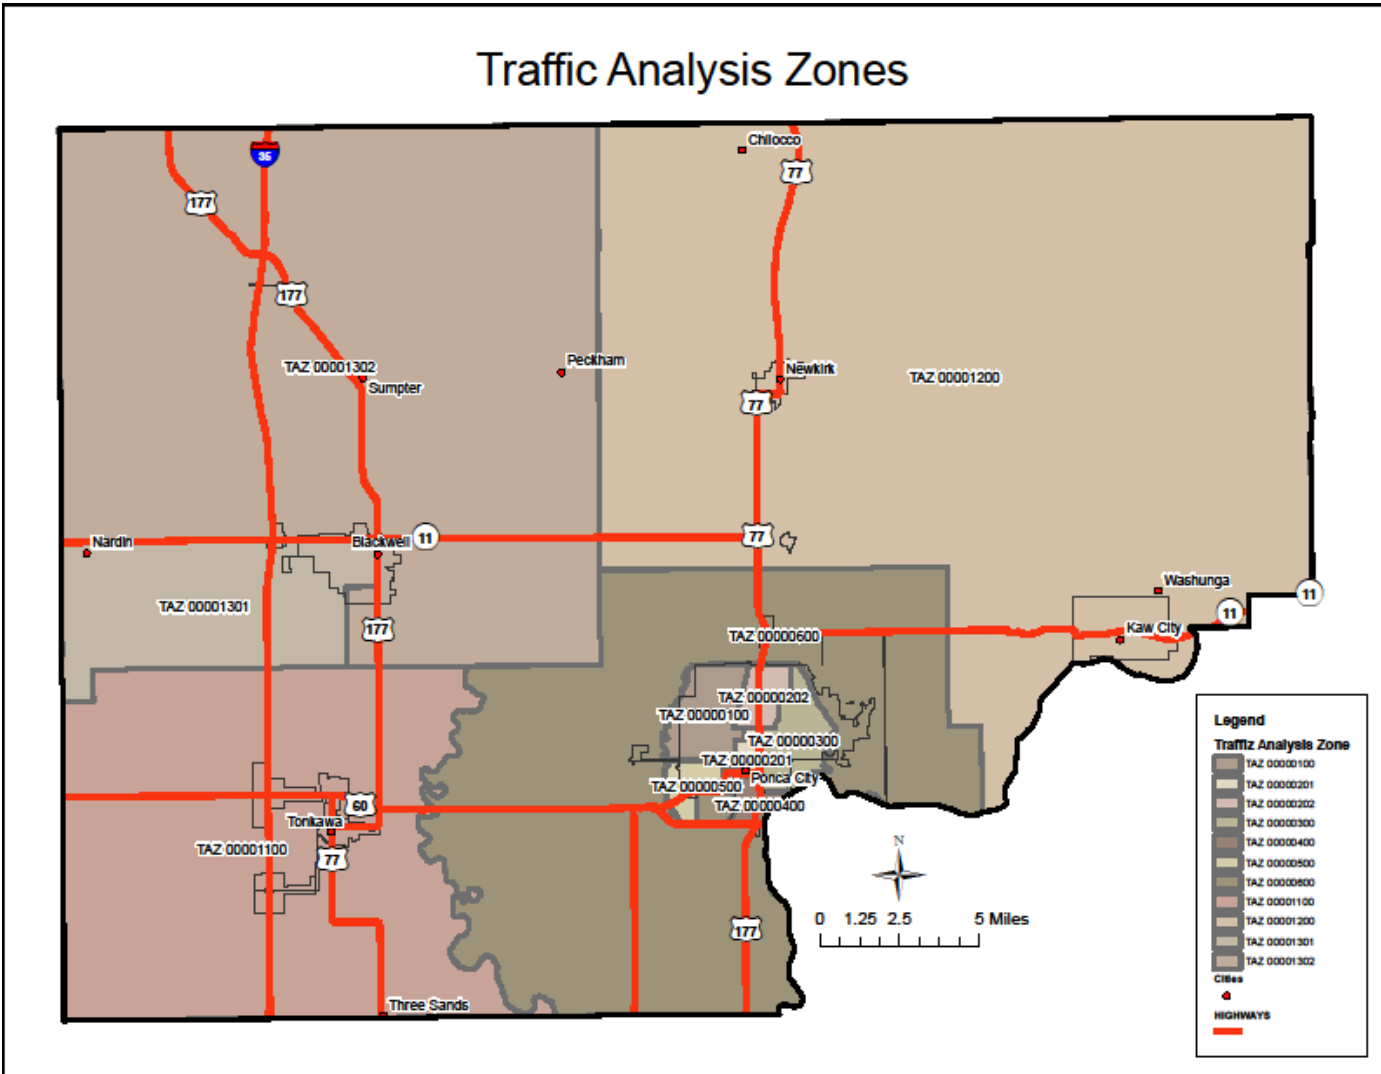 Traffic Analysis Zones
Chilocco
35
77
177
177
Peckham
TAZ 00001302
Newkirk
TAZ 00001200
Sumpter
77
77
11
Nardin
Blackwell
Washunga
11
TAZ 00001301
11
177
Kaw City
TAZ 00000600
TAZ 00000202
TAZ 00000100
TAZ 00000300
TAZ 00000201
Ponca City
TAZ 00000500
60
TAZ 00000400
Tonkawa
TAZ 00001100
77
N
0 1.25 2.5 5 Miles
177
Three Sands
Legend
Traffiz Analysis Zone
TAZ 00000100
TAZ 00000201
TAZ 00000202
TAZ 00000300
TAZ 00000400
TAZ 00000500
TAZ 00000600
TAZ 00001100
TAZ 00001200
TAZ 00001301
TAZ 00001302
Cities
HIGHWAYS